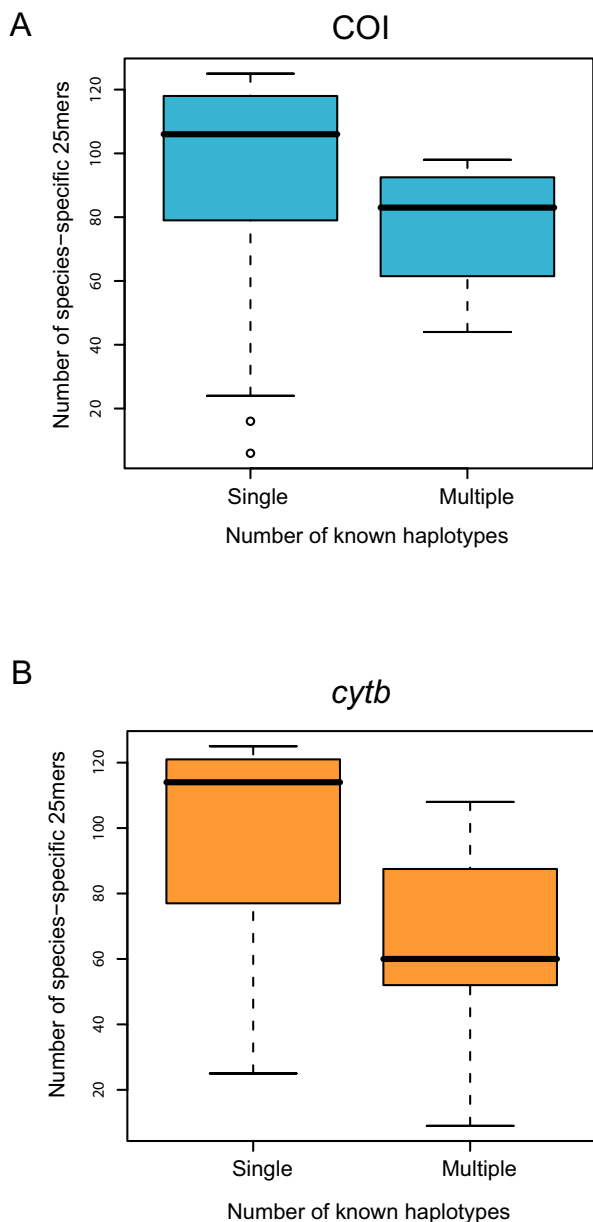 A
COI
Number of species−specific 25mers
120
100
80
60
40
20
Single
Multiple
Number of known haplotypes
B
cytb
Number of species−specific 25mers
120
100
80
60
40
20
Single
Multiple
Number of known haplotypes